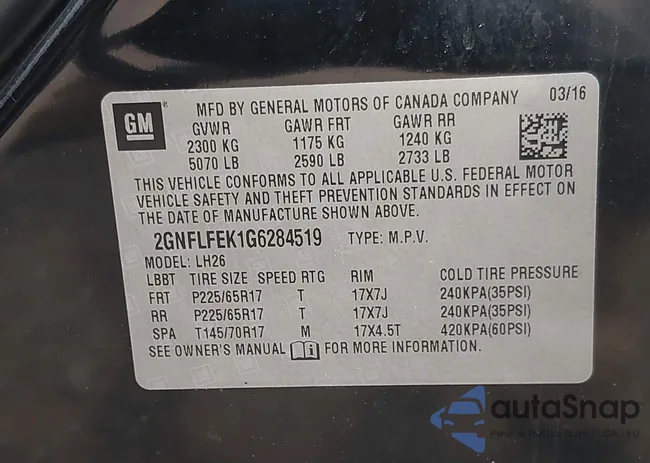 GM ® MFD BY GENERAL MOTORS OF CANADA COMPANY 03/16
GVWR GAWR FRT GAWR RR
2300 KG 1175 KG 1240 KG
5070 LB 2590 LB 2733 LB
THIS VEHICLE CONFORMS TO ALL APPLICABLE U.S. FEDERAL MOTOR
VEHICLE SAFETY AND THEFT PREVENTION STANDARDS IN EFFECT ON
THE DATE OF MANUFACTURE SHOWN ABOVE.
2GNFLFEK1G6284519 TYPE: M.P.V.
MODEL: LH26
LBBT TIRE SIZE SPEED RTG RIM COLD TIRE PRESSURE
FRT P225/65R17 T 17X7J 240KPA(35PSI)
RR P225/65R17 T 17X7J 240KPA(35PSI)
SPA T145/70R17 M 17X4.5T 420KPA(60PSI)
SEE OWNER'S MANUAL FOR MORE INFORMATION.
autaSnap